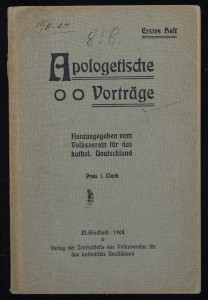 Erstes Heft
Apologetische
Vorträge
Herausgegeben vom
Volksverein für das
kathol. Deutschland
Preis 1 Mark
M.Gladbach 1904
Verlag der Zentralstelle des Volksvereins für
das katholische Deutschland